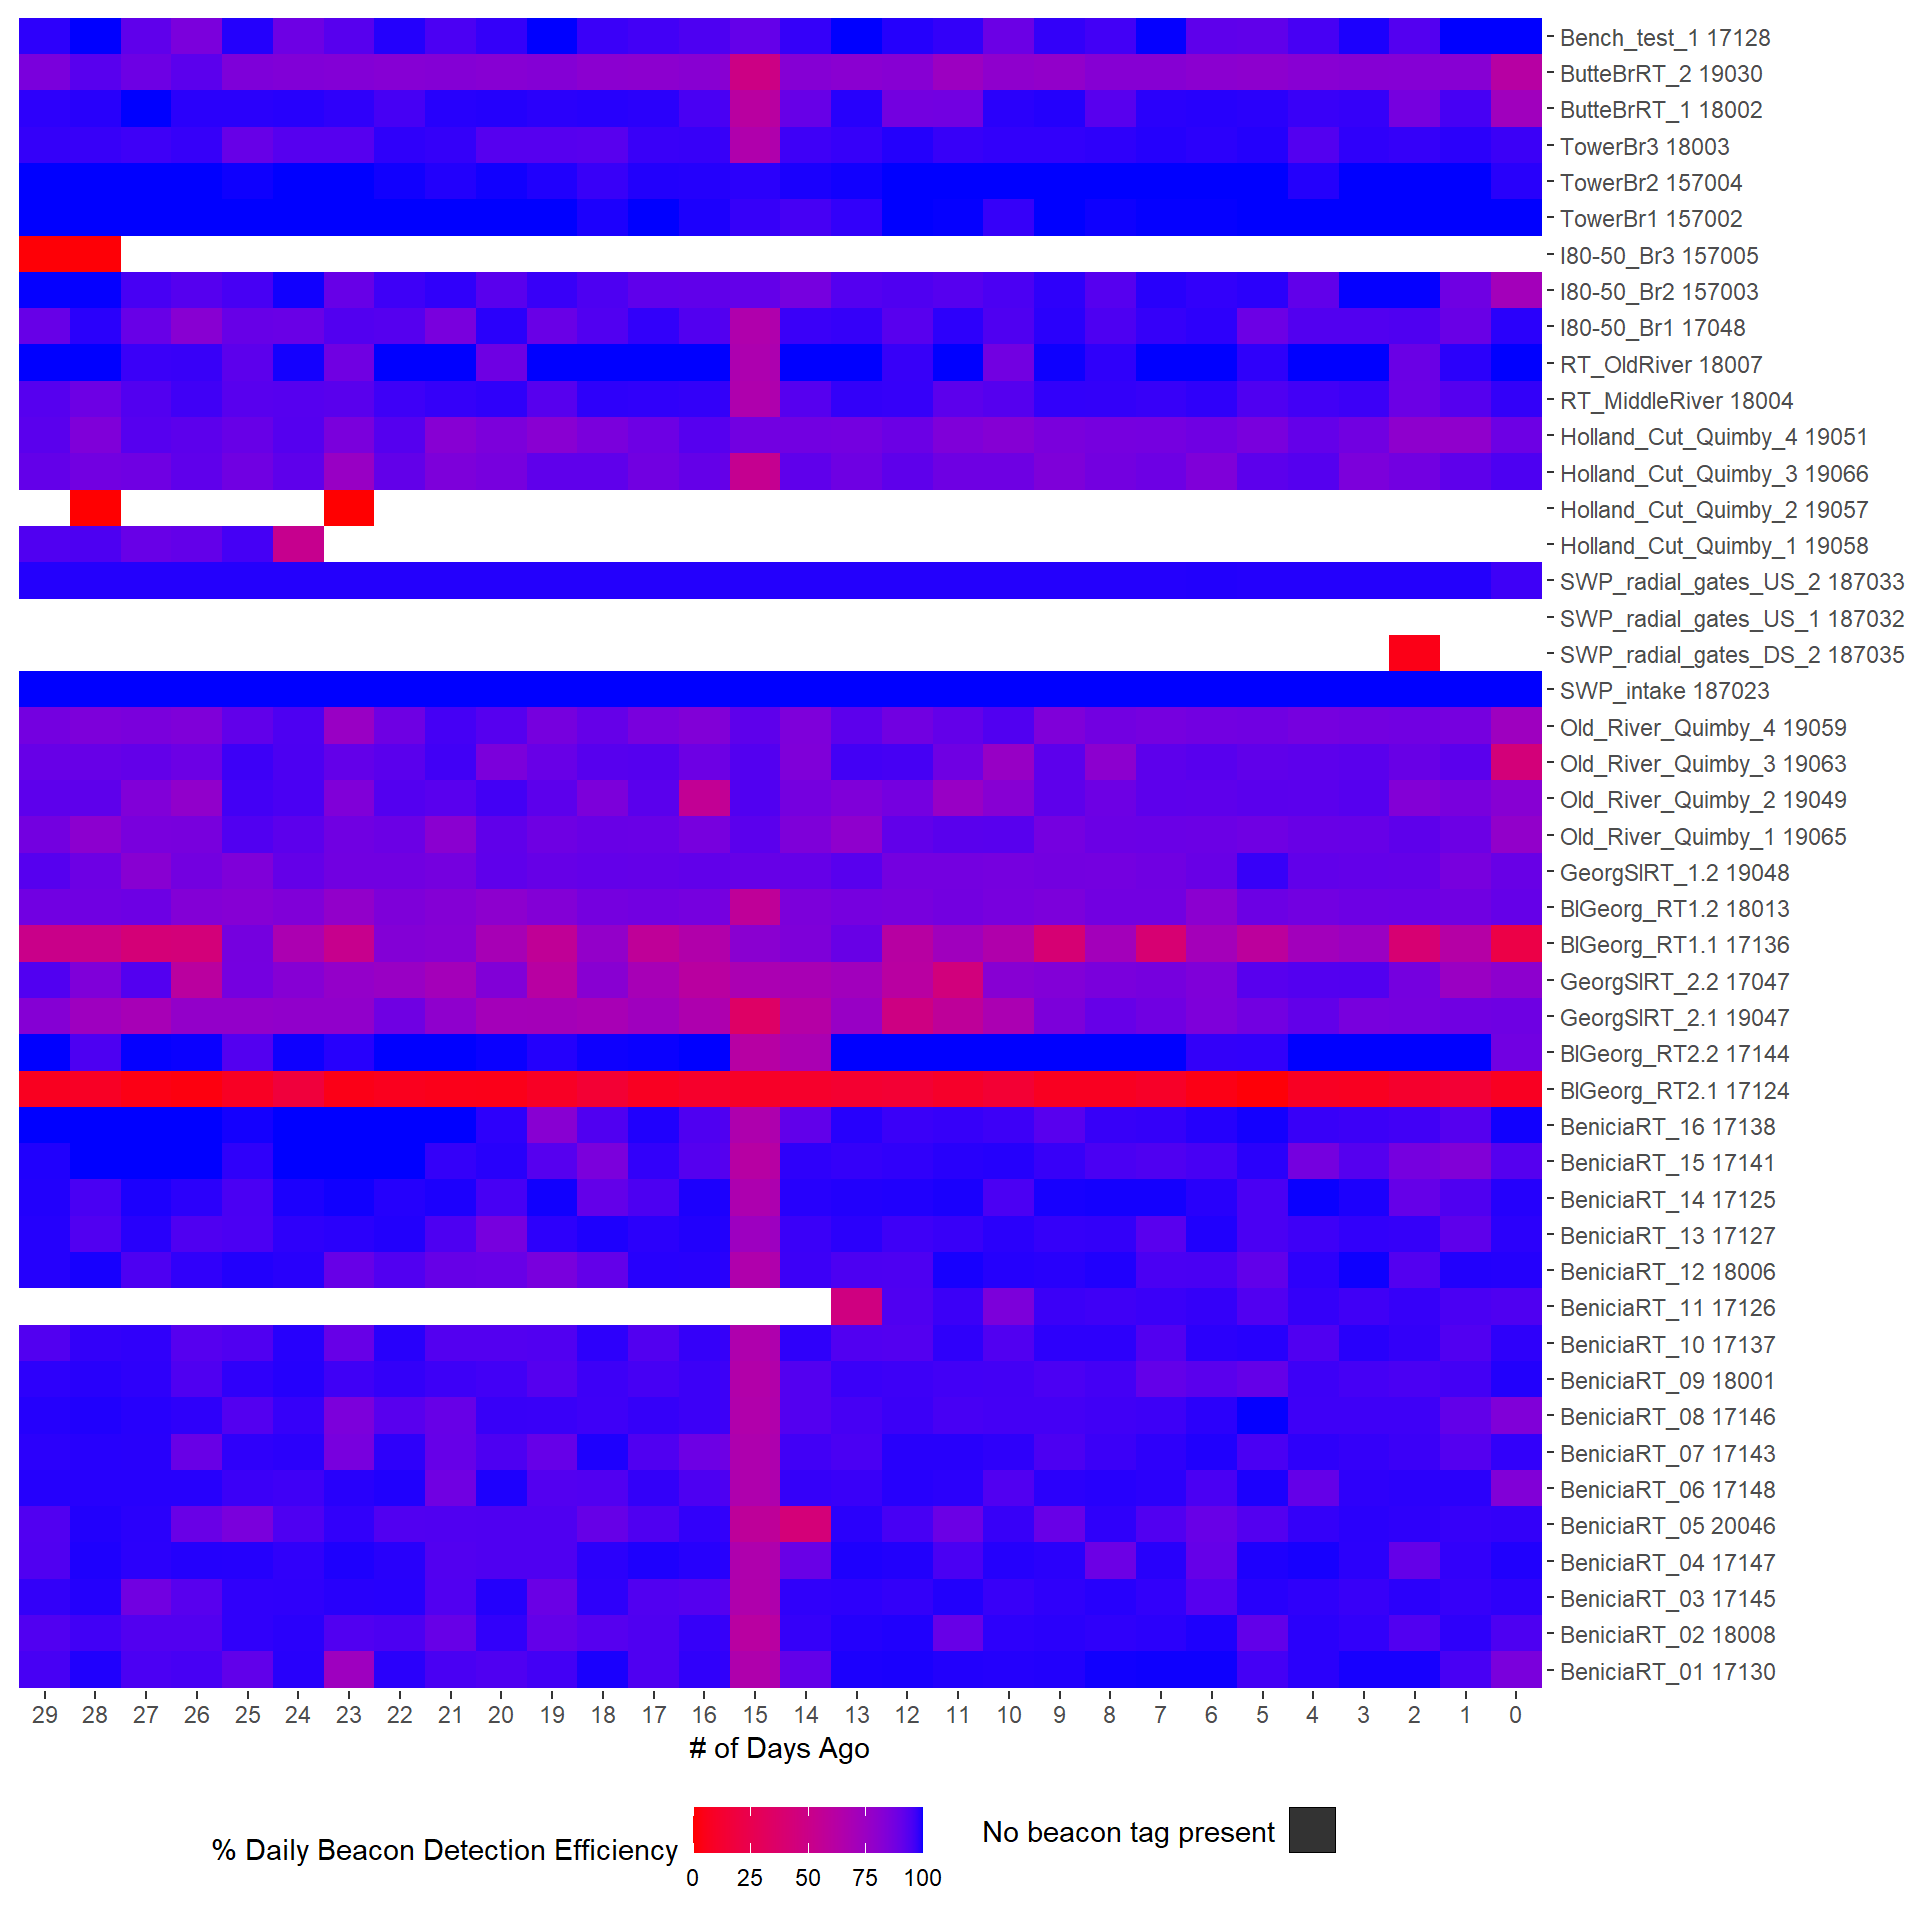 Bench_test_1 17128
ButteBrRT_2 19030
ButteBrRT_1 18002
TowerBr3 18003
TowerBr2 157004
TowerBr1 157002
I80-50_Br3 157005
I80-50_Br2 157003
I80-50_Br1 17048
RT_OldRiver 18007
RT_MiddleRiver 18004
Holland_Cut_Quimby_4 19051
Holland_Cut_Quimby_3 19066
Holland_Cut_Quimby_2 19057
Holland_Cut_Quimby_1 19058
SWP_radial_gates_US_2 187033
SWP_radial_gates_US_1 187032
SWP_radial_gates_DS_2 187035
SWP_intake 187023
Old_River_Quimby_4 19059
Old_River_Quimby_3 19063
Old_River_Quimby_2 19049
Old_River_Quimby_1 19065
GeorgSlRT_1.2 19048
BlGeorg_RT1.2 18013
BlGeorg_RT1.1 17136
GeorgSlRT_2.2 17047
GeorgSlRT_2.1 19047
BlGeorg_RT2.2 17144
BlGeorg_RT2.1 17124
BeniciaRT_16 17138
BeniciaRT_15 17141
BeniciaRT_14 17125
BeniciaRT_13 17127
BeniciaRT_12 18006
BeniciaRT_11 17126
BeniciaRT_10 17137
BeniciaRT_09 18001
BeniciaRT_08 17146
BeniciaRT_07 17143
BeniciaRT_06 17148
BeniciaRT_05 20046
BeniciaRT_04 17147
BeniciaRT_03 17145
BeniciaRT_02 18008
BeniciaRT_01 17130
29 28 27 26 25 24 23 22 21 20 19 18 17 16 15 14 13 12 11 10 9 8 7 6 5 4 3 2 1 0
# of Days Ago
% Daily Beacon Detection Efficiency
0 25 50 75 100
No beacon tag present